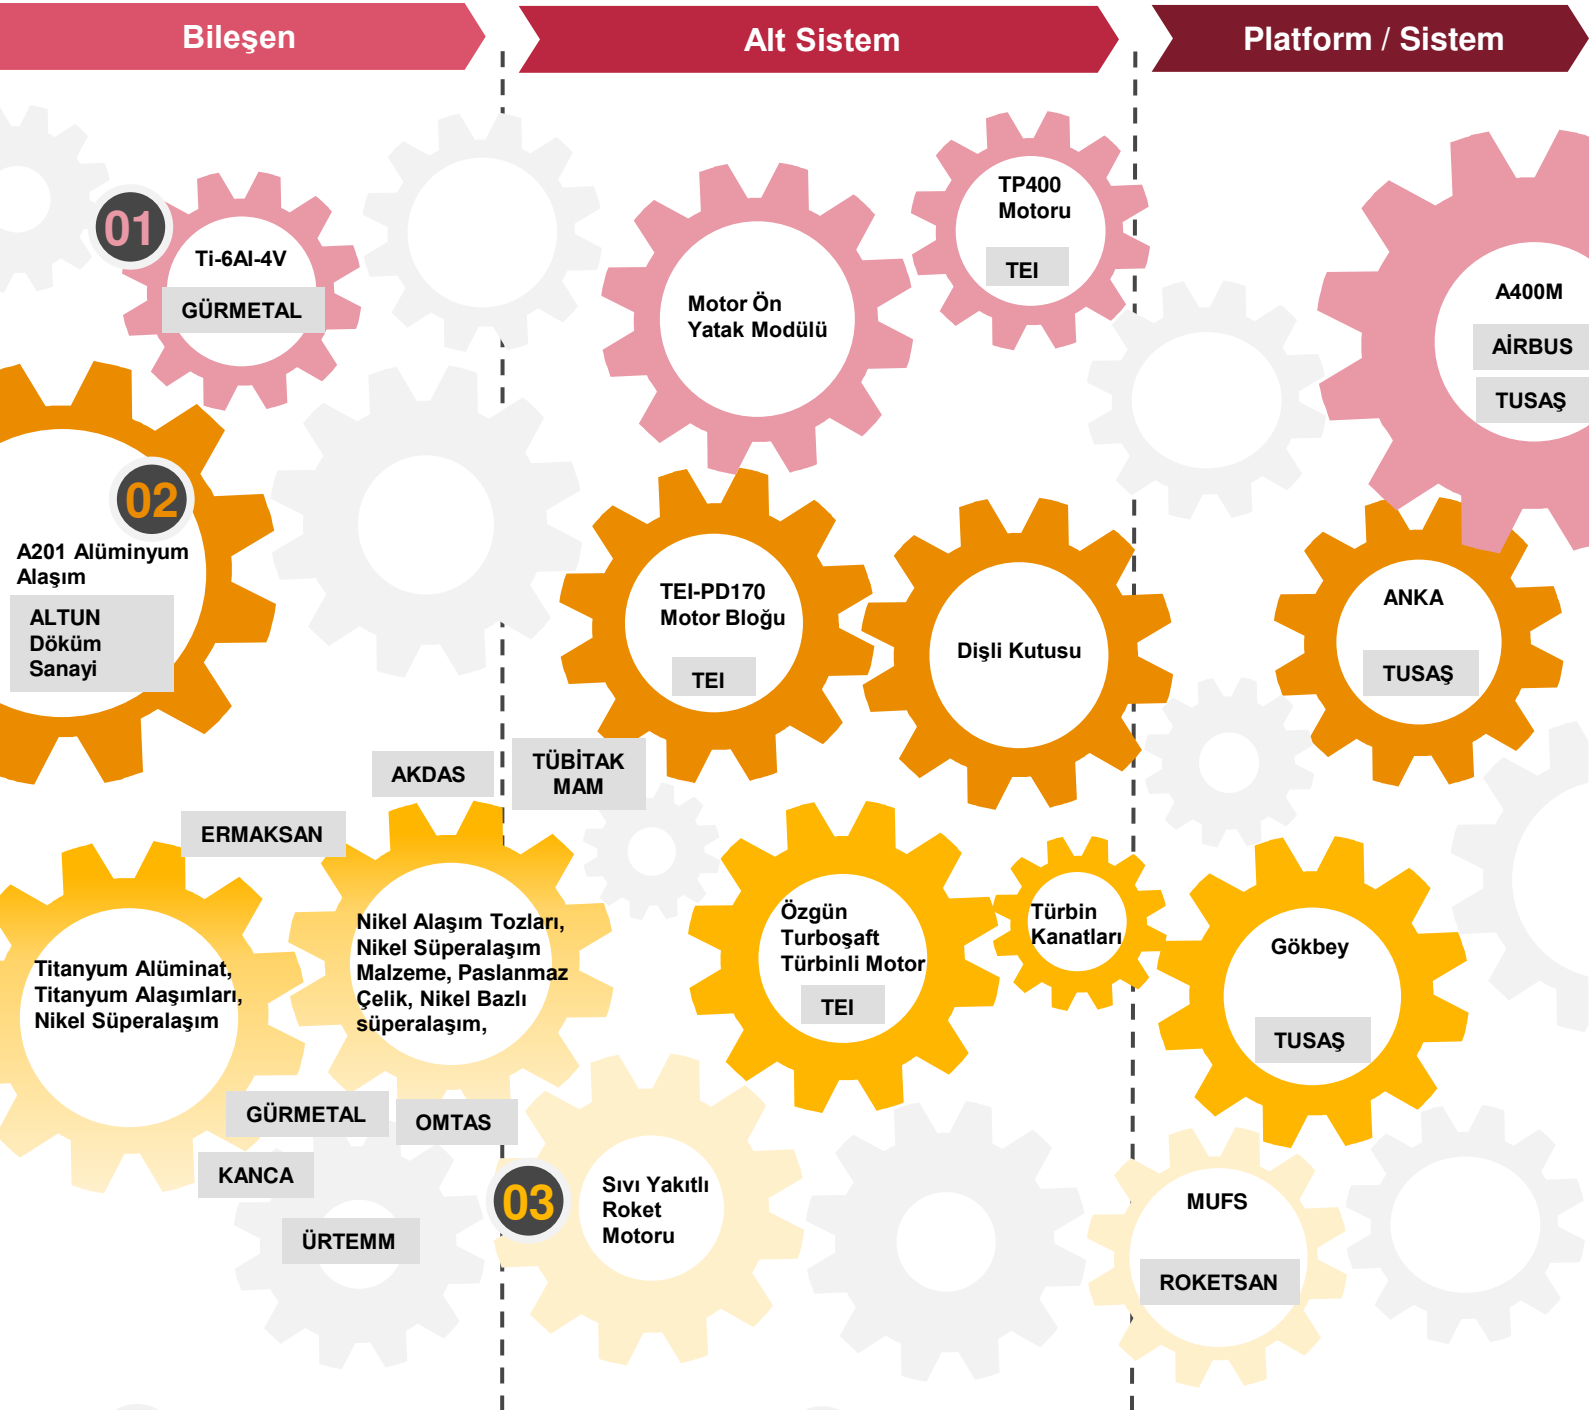 Bileşen
Alt Sistem
Platform / Sistem
01
Ti-6Al-4V
GÜRMETAL
Motor Ön
Yatak Modülü
TP400
Motoru
TEI
A400M
AİRBUS
TUSAŞ
02
A201 Alüminyum
Alaşım
ALTUN
Döküm
Sanayi
TEI-PD170
Motor Bloğu
TEI
Dişli Kutusu
ANKA
TUSAŞ
AKDAS
TÜBİTAK
MAM
ERMAKSAN
Titanyum Alüminat,
Titanyum Alaşımları,
Nikel Süperalaşım
Nikel Alaşım Tozları,
Nikel Süperalaşım
Malzeme, Paslanmaz
Çelik, Nikel Bazlı
süperalaşım,
Özgün
Turboşaft
Türbinli Motor
TEI
Türbin
Kanatları
Gökbey
TUSAŞ
GÜRMETAL
OMTAS
KANCA
ÜRTEMM
03
Sıvı Yakıtlı
Roket
Motoru
MUFS
ROKETSAN